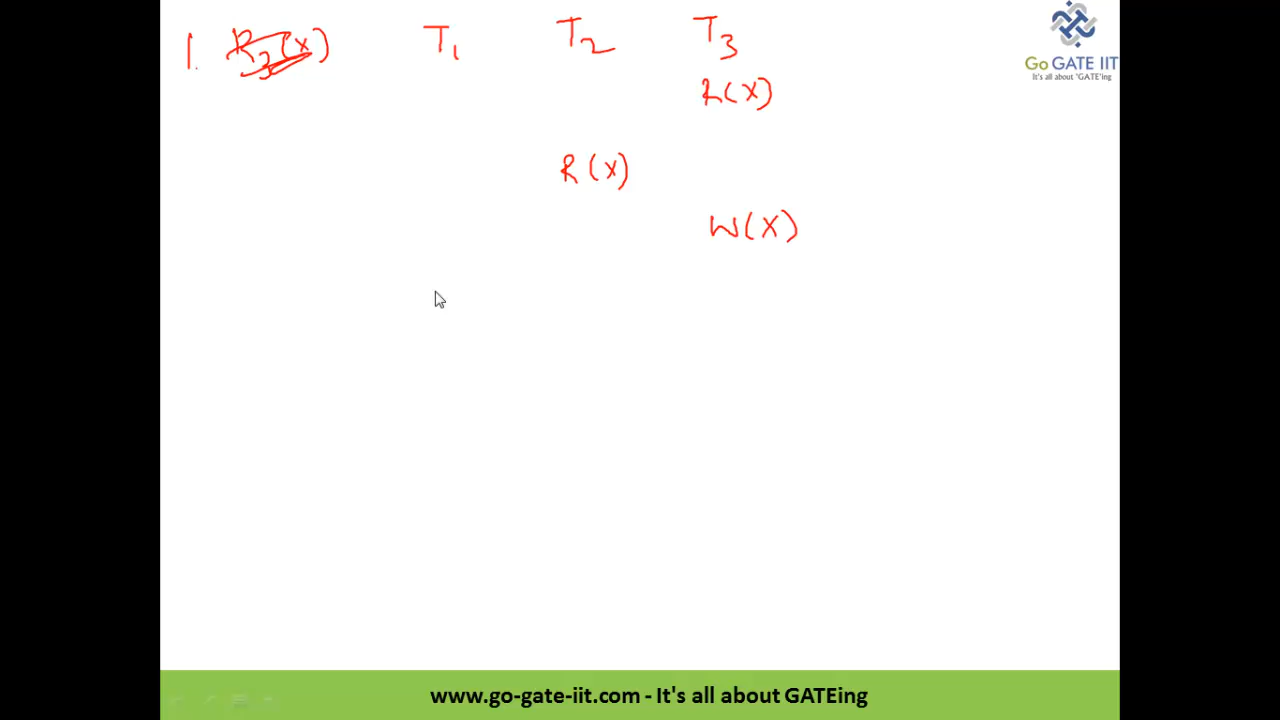 1. R3(x) T1 T2 T3
R(X)
R(X)
W(X)
Go GATE IIT
It's all about 'GATE'ing
www.go-gate-iit.com - It's all about GATEing